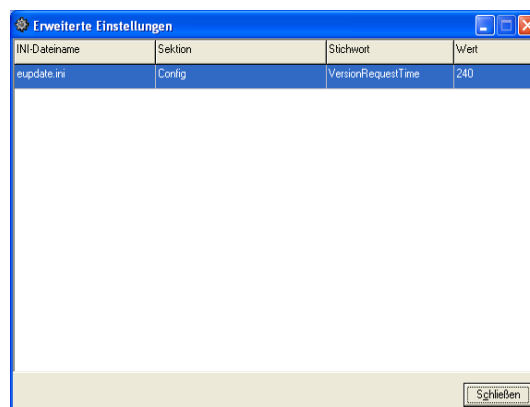 Erweiterte Einstellungen
INI-Dateiname Sektion Stichwort Wert
eupdate.ini Config VersionRequestTime 240
Schließen